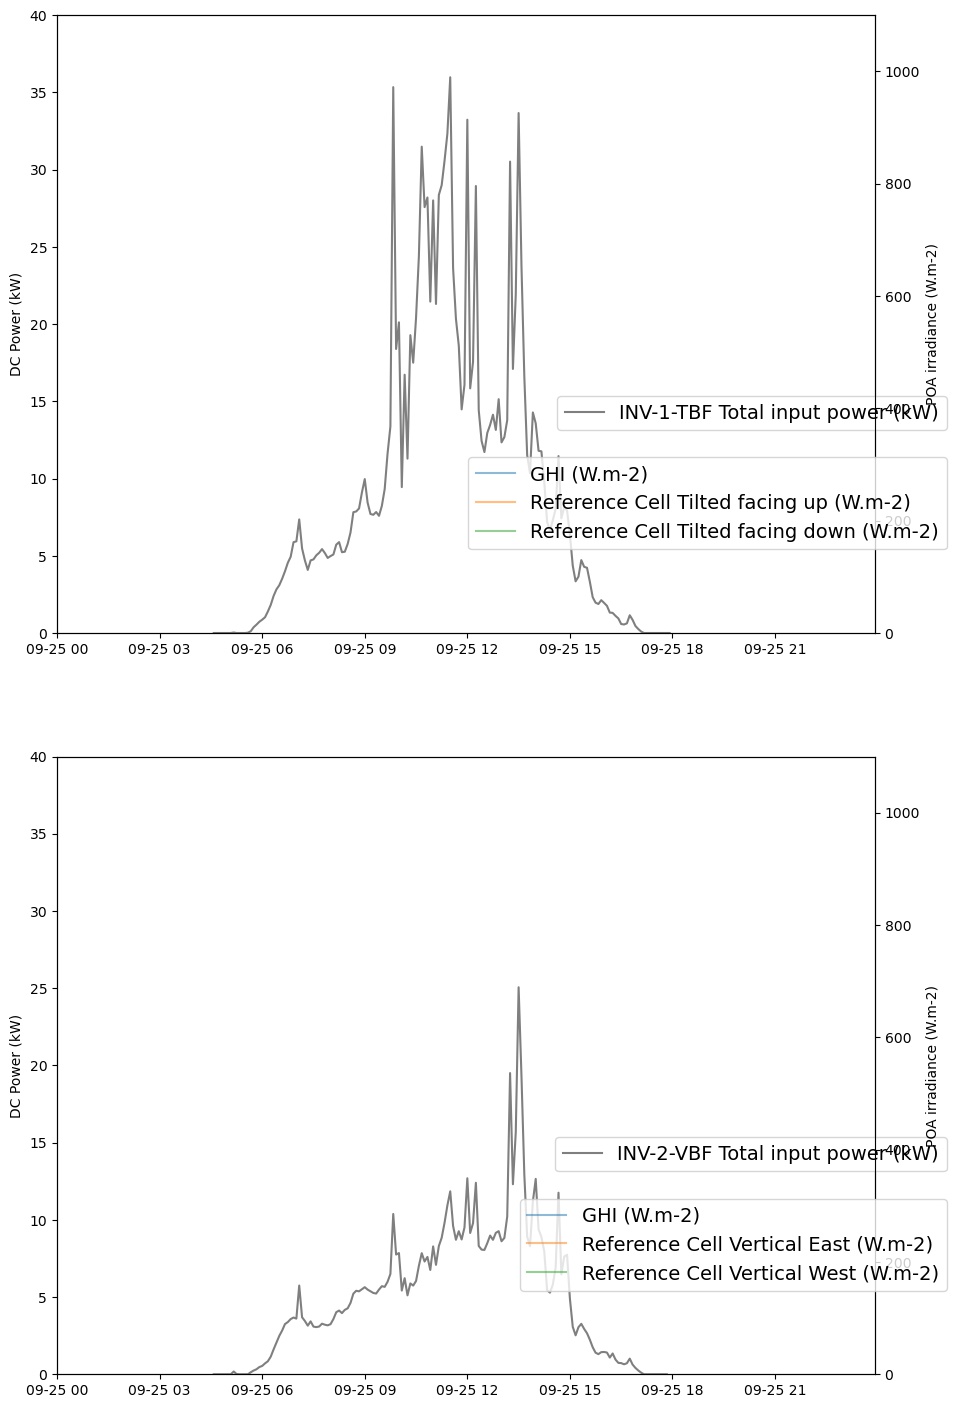 40
35
30
25
20
15
10
5
0
DC Power (kW)
1000
800
600
400
200
0
POA irradiance (W.m-2)
INV-1-TBF Total input power (kW)
GHI (W.m-2)
Reference Cell Tilted facing up (W.m-2)
Reference Cell Tilted facing down (W.m-2)
09-25 00 09-25 03 09-25 06 09-25 09 09-25 12 09-25 15 09-25 18 09-25 21
40
35
30
25
20
15
10
5
0
DC Power (kW)
1000
800
600
400
200
0
POA irradiance (W.m-2)
INV-2-VBF Total input power (kW)
GHI (W.m-2)
Reference Cell Vertical East (W.m-2)
Reference Cell Vertical West (W.m-2)
09-25 00 09-25 03 09-25 06 09-25 09 09-25 12 09-25 15 09-25 18 09-25 21